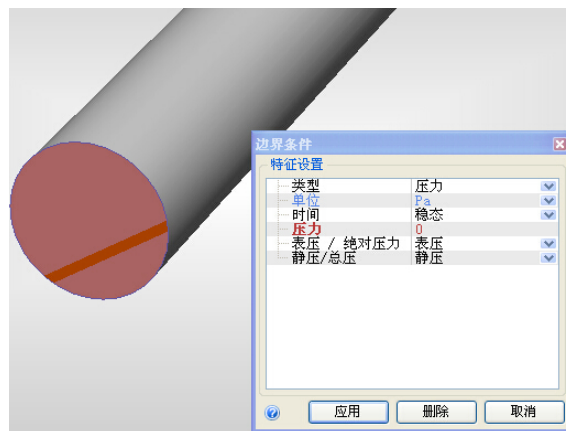 边界条件
特征设置
类型 压力
单位 Pa
时间 稳态
压力 0
表压 / 绝对压力 表压
静压/总压 静压
应用 删除 取消